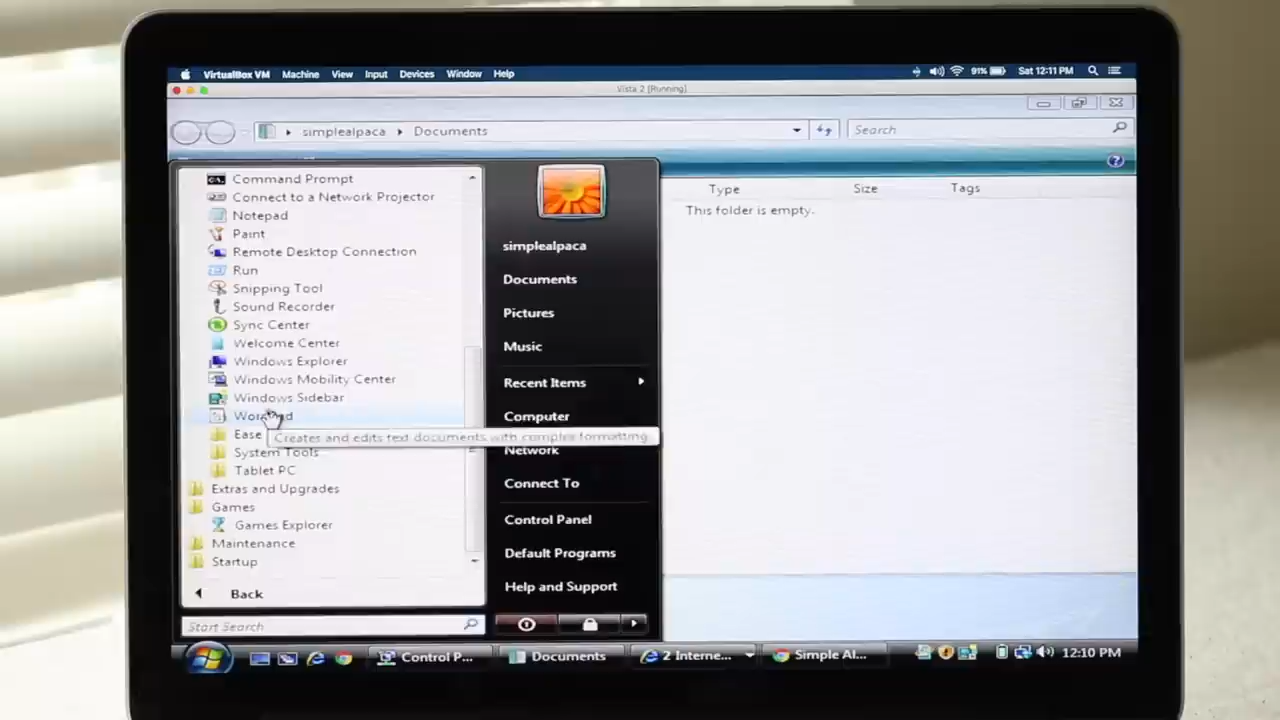 VirtualBox VM Machine View Input Devices Window Help 91% Sat 12:11 PM
Vista 2 [Running]
simplealpaca Documents Search
Type Size Tags
This folder is empty.
Command Prompt
Connect to a Network Projector
Notepad
Paint
Remote Desktop Connection
Run
Snipping Tool
Sound Recorder
Sync Center
Welcome Center
Windows Explorer
Windows Mobility Center
Windows Sidebar
Ease
Creates and edits text documents with complex formatting
System Tools
Tablet PC
Extras and Upgrades
Games
Games Explorer
Maintenance
Startup
Back
Start Search
simplealpaca
Documents
Pictures
Music
Recent Items
Computer
Network
Connect To
Control Panel
Default Programs
Help and Support
Control P... Documents 2 Interne... Simple Al... 12:10 PM